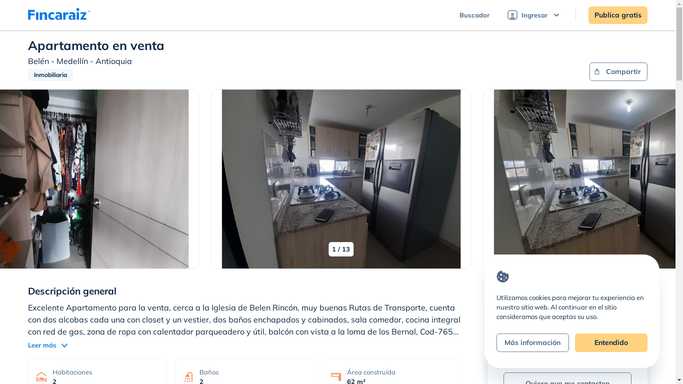 Fincaraiz
Buscador
Ingresar
Publica gratis
Apartamento en venta
Belén - Medellín - Antioquia
Inmobiliaria
Compartir
1 / 13
Descripción general
Excelente Apartamento para la venta, cerca a la Iglesia de Belen Rincón, muy buenas Rutas de Transporte, cuenta
con dos alcobas cada una con closet y un vestier, dos baños enchapados y cabinados, sala comedor, cocina integral
con red de gas, zona de ropa con calentador parqueadero y útil, balcón con vista a la loma de los Bernal, Cod-765...
Leer más
Habitaciones
2
Baños
2
Área construida
62 m²
Utilizamos cookies para mejorar tu experiencia en
nuestro sitio web. Al continuar en el sitio
consideramos que aceptas su uso.
Más información
Entendido
Quiero que me contacten